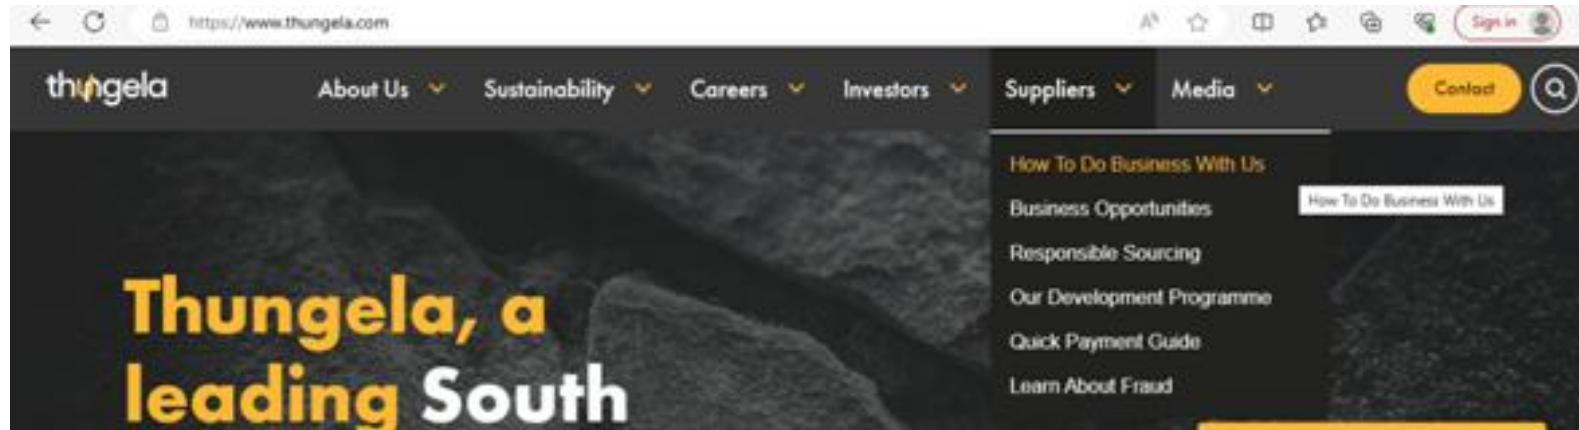 https://www.thungela.com
Sign in
thungela
About Us
Sustainability
Careers
Investors
Suppliers
Media
Contact
How To Do Business With Us
How To Do Business With Us
Business Opportunities
Responsible Sourcing
Our Development Programme
Quick Payment Guide
Learn About Fraud
Thungela, a
leading South